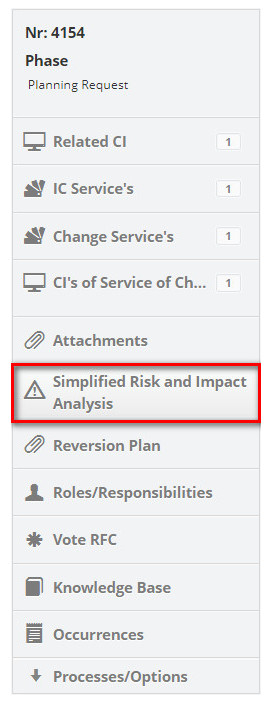 Nr: 4154
Phase
Planning Request
Related CI 1
IC Service's 1
Change Service's 1
CI's of Service of Ch... 1
Attachments
Simplified Risk and Impact
Analysis
Reversion Plan
Roles/Responsibilities
Vote RFC
Knowledge Base
Occurrences
Processes/Options